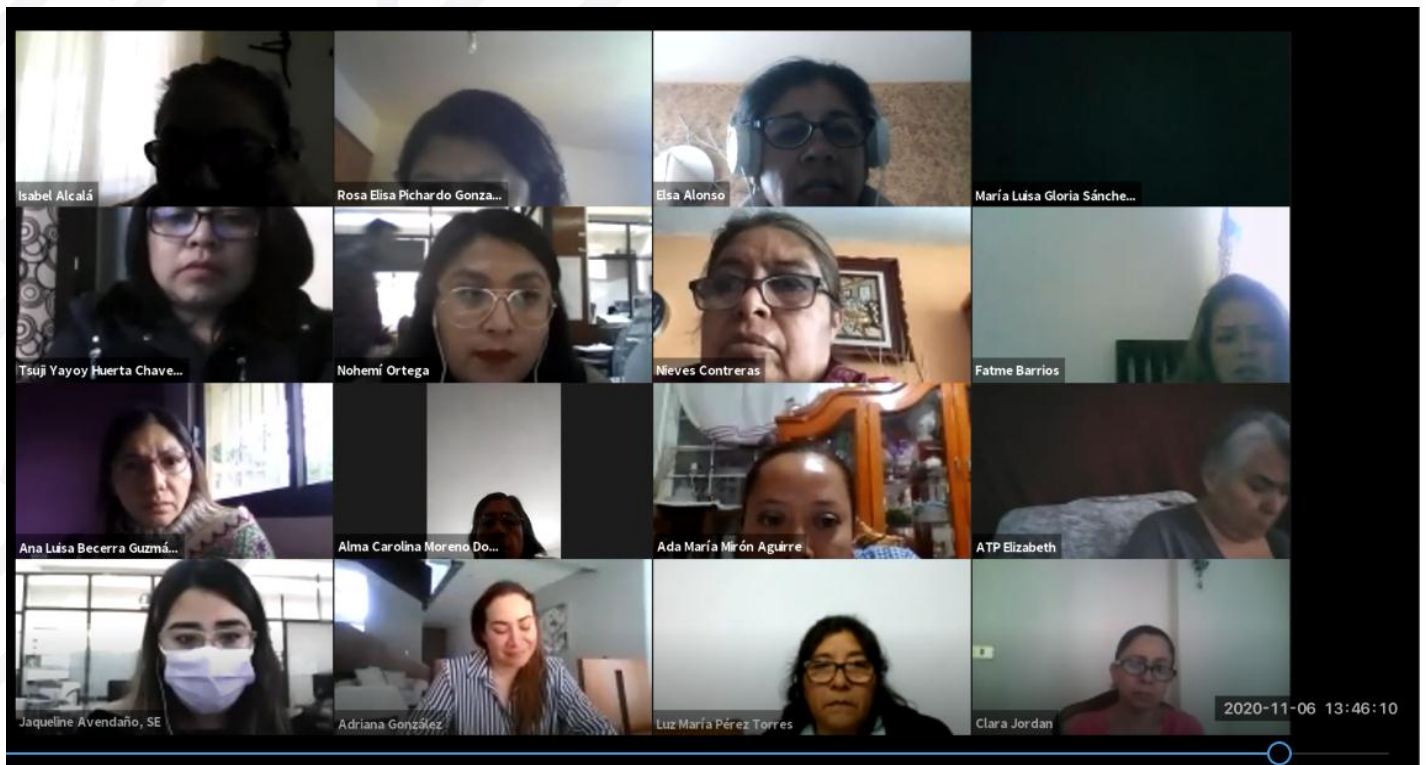 Isabel Alcalá
Rosa Elisa Pichardo Gonza...
Elsa Alonso
María Luisa Gloria Sánche...
Tsuji Yayoy Huerta Chave...
Nohemí Ortega
Nieves Contreras
Fatme Barrios
Ana Luisa Becerra Guzmá...
Alma Carolina Moreno Do...
Ada María Mirón Aguirre
ATP Elizabeth
Jaqueline Avendaño, SE
Adriana González
Luz María Pérez Torres
Clara Jordan
2020-11-06 13:46:10